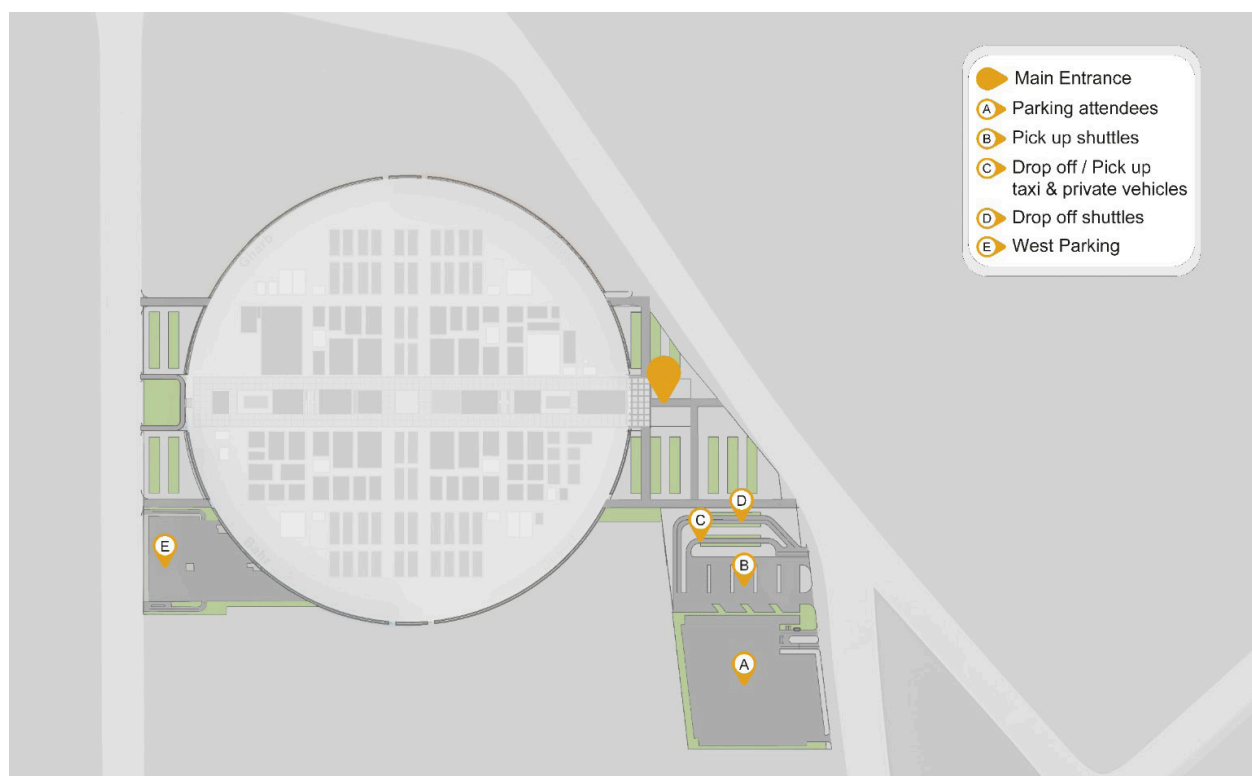 Main Entrance
A Parking attendees
B Pick up shuttles
C Drop off / Pick up
taxi & private vehicles
D Drop off shuttles
E West Parking
D
C
E
B
A